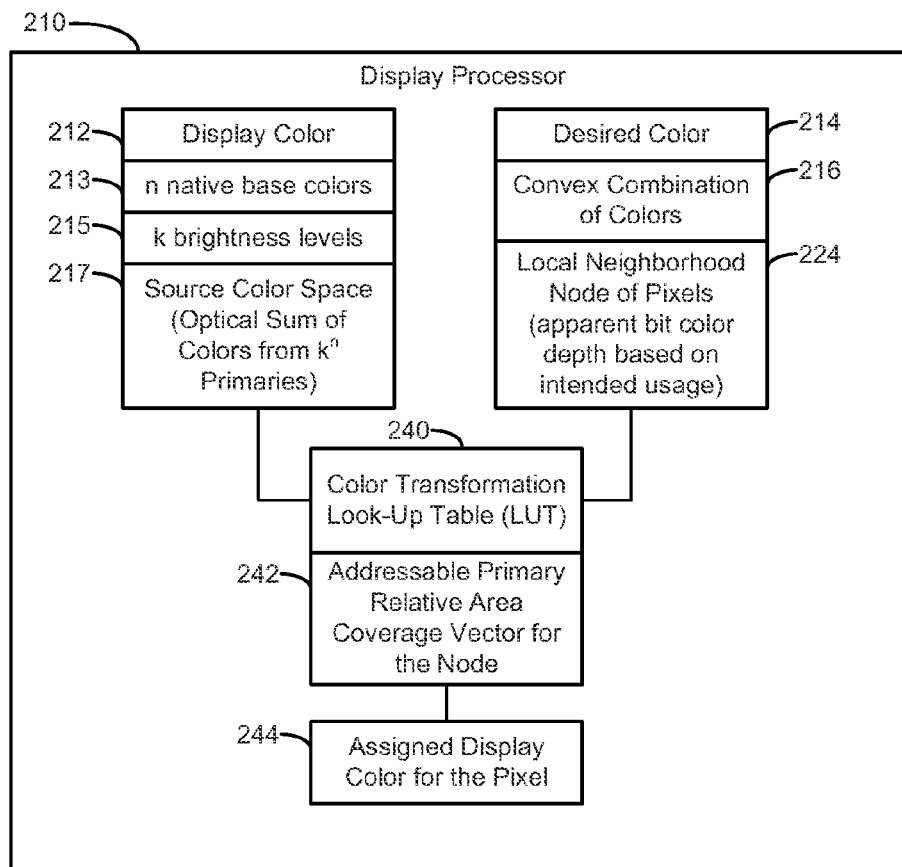 210
Display Processor
212
Display Color
213
n native base colors
215
k brightness levels
217
Source Color Space
(Optical Sum of
Colors from kⁿ
Primaries)
Desired Color
214
Convex Combination
of Colors
216
Local Neighborhood
Node of Pixels
(apparent bit color
depth based on
intended usage)
224
240
Color Transformation
Look-Up Table (LUT)
242
Addressable Primary
Relative Area
Coverage Vector for
the Node
244
Assigned Display
Color for the Pixel